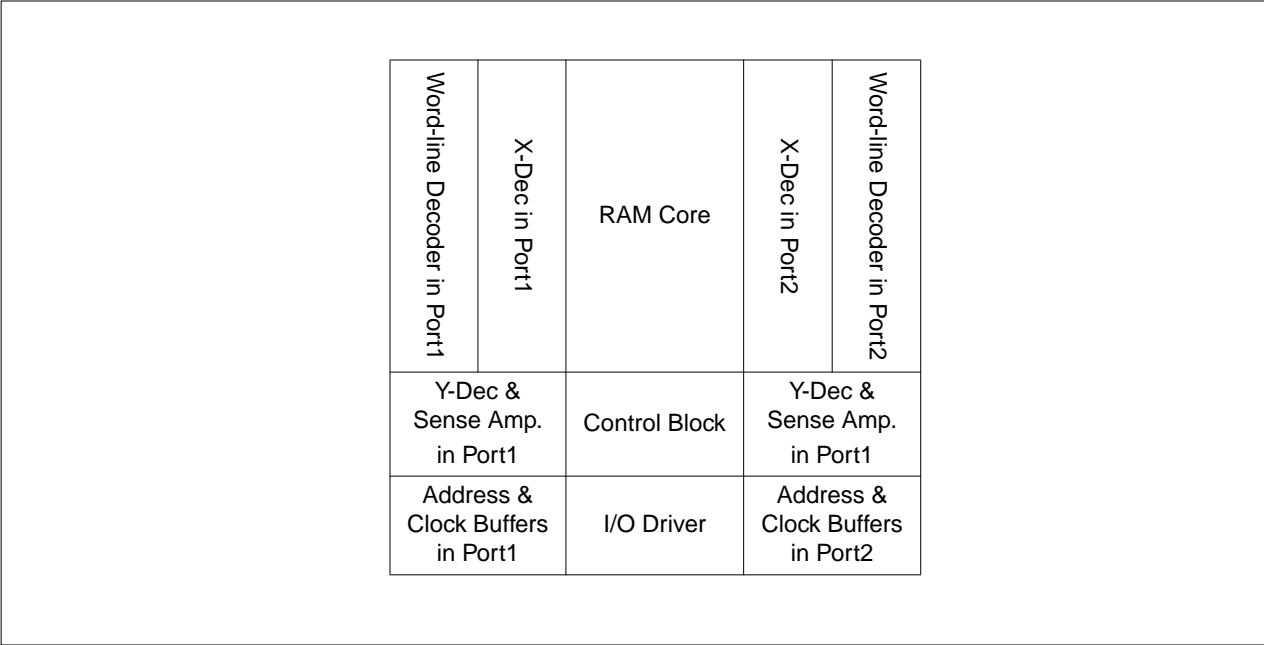 Word-line Decoder in Port1
X-Dec in Port1
RAM Core
X-Dec in Port2
Word-line Decoder in Port2
Y-Dec &
Sense Amp.
in Port1
Control Block
Y-Dec &
Sense Amp.
in Port1
Address &
Clock Buffers
in Port1
I/O Driver
Address &
Clock Buffers
in Port2